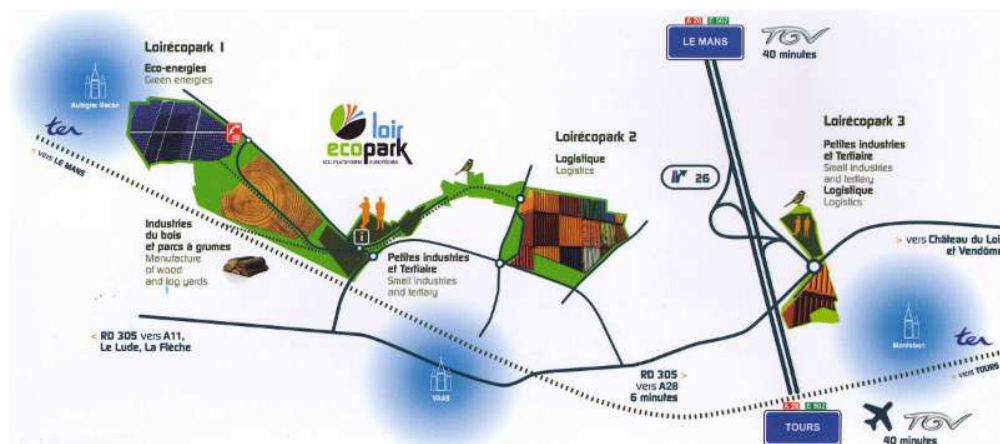 Loirécopark 1
Eco-energies
Green energies
Aubigné Racan
ter
< vers LE MANS
18
loir
ecopark
Industries
du bois
et parcs à grumes
Manufacture
of wood
and log yards
i
Petites industries
et Tertiaire
Small industries
and tertiary
Loirécopark 2
Logistique
Logistics
A 28 E 502
LE MANS
TGV
40 minutes
26
Loirécopark 3
Petites industries
et Tertiaire
Small industries
and tertiary
Logistique
Logistics
> vers Château du Loir
et Vendôme
< RD 305 vers A11,
Le Lude, La Flèche
VAAS
RD 305 >
vers A28
6 minutes
Montabon
ter
> vers TOURS
A 28 E 502
TOURS
TGV
40 minutes